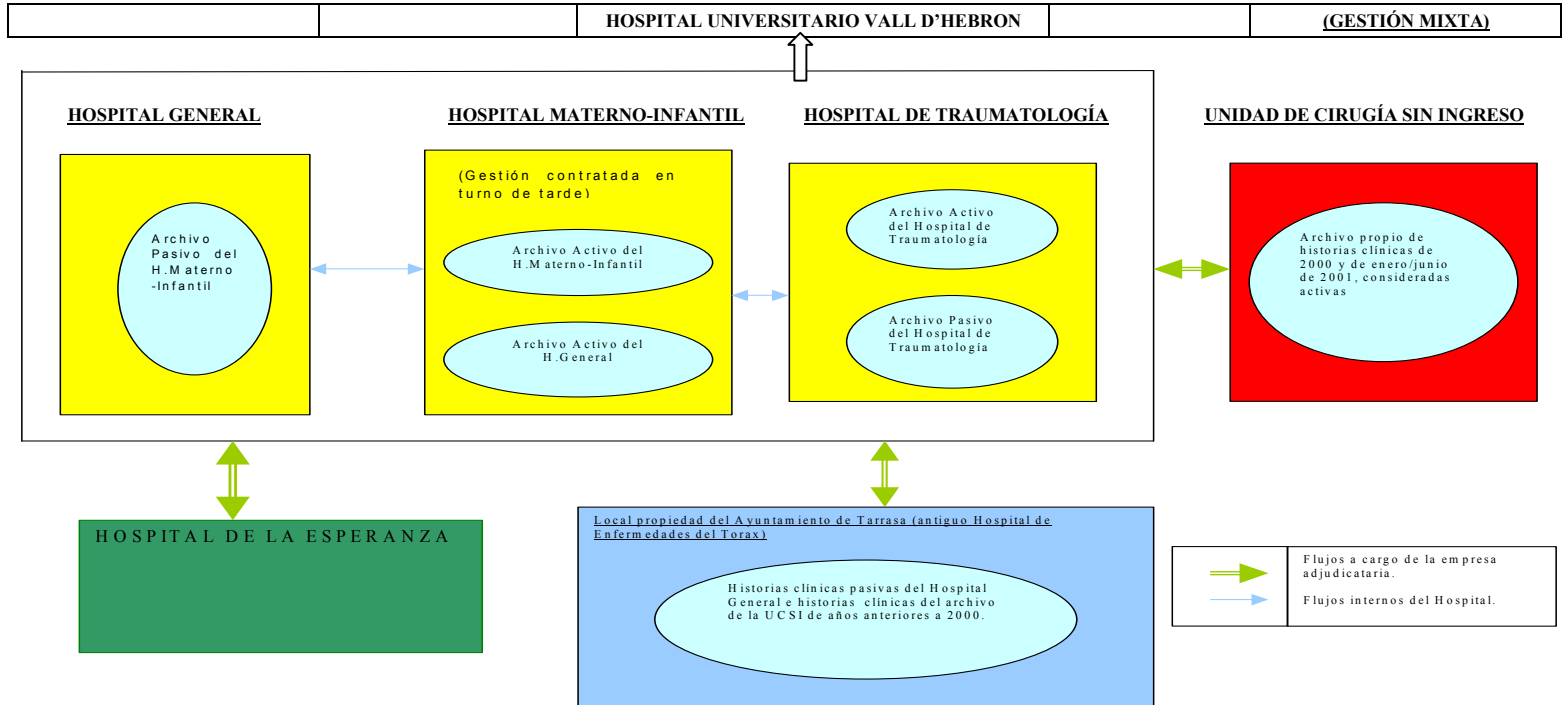 HOSPITAL UNIVERSITARIO VALL D'HEBRON
(GESTIÓN MIXTA)
HOSPITAL GENERAL
HOSPITAL MATERNO-INFANTIL
HOSPITAL DE TRAUMATOLOGÍA
UNIDAD DE CIRUGÍA SIN INGRESO
Archivo
Pasivo del
H.Materno
-Infantil
(Gestión contratada en
turno de tarde)
Archivo Activo del
H.Materno-Infantil
Archivo Activo del
H.General
Archivo Activo
del Hospital de
Traumatología
Archivo Pasivo
del Hospital de
Traumatología
Archivo propio de
historias clínicas de
2000 y de enero/junio
de 2001, consideradas
activas
HOSPITAL DE LA ESPERANZA
Local propiedad del Ayuntamiento de Tarrasa (antiguo Hospital de
Enfermedades del Torax)
Historias clínicas pasivas del Hospital
General e historias clínicas del archivo
de la UCSI de años anteriores a 2000.
Flujos a cargo de la empresa
adjudicataria.
Flujos internos del Hospital.